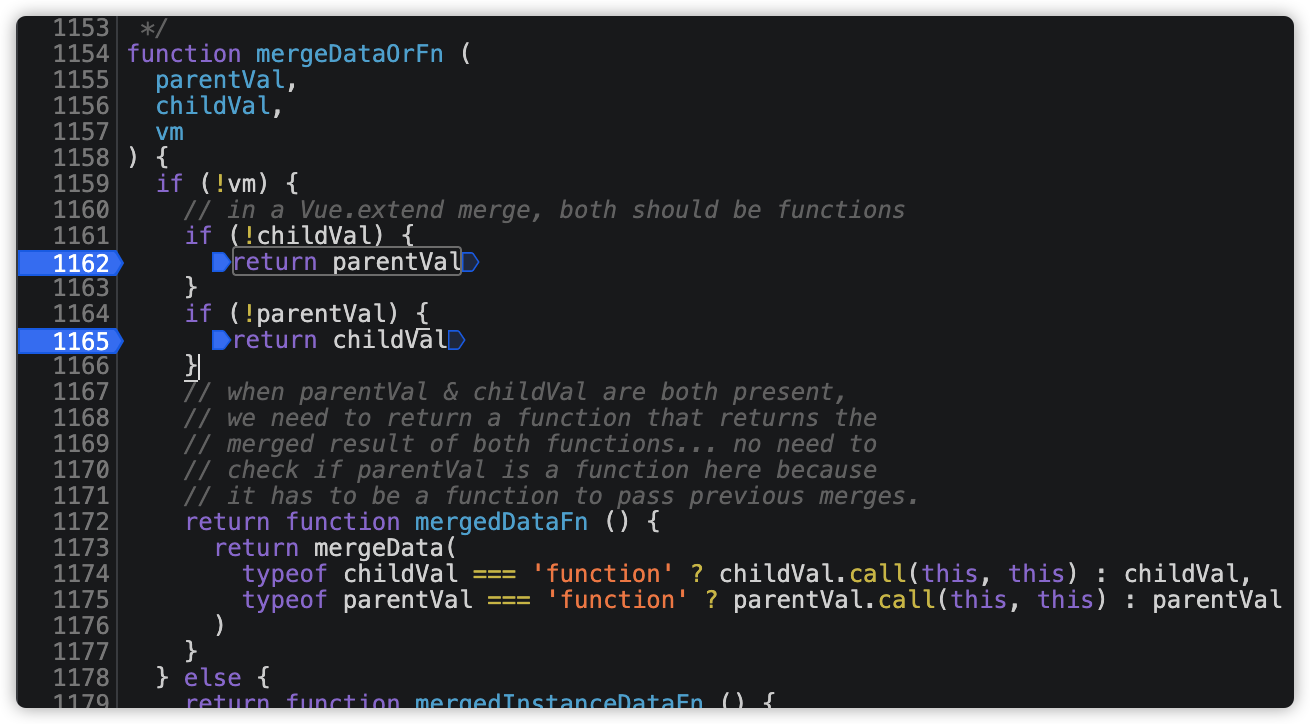 1153  */
1154 function mergeDataOrFn (
1155   parentVal,
1156   childVal,
1157   vm
1158 ) {
1159   if (!vm) {
1160     // in a Vue.extend merge, both should be functions
1161     if (!childVal) {
1162       return parentVal
1163     }
1164     if (!parentVal) {
1165       return childVal
1166     }
1167     // when parentVal & childVal are both present,
1168     // we need to return a function that returns the
1169     // merged result of both functions... no need to
1170     // check if parentVal is a function here because
1171     // it has to be a function to pass previous merges.
1172     return function mergedDataFn () {
1173       return mergeData(
1174         typeof childVal === 'function' ? childVal.call(this, this) : childVal,
1175         typeof parentVal === 'function' ? parentVal.call(this, this) : parentVal
1176       )
1177     }
1178   } else {
1179     return function mergedInstanceDataFn () {